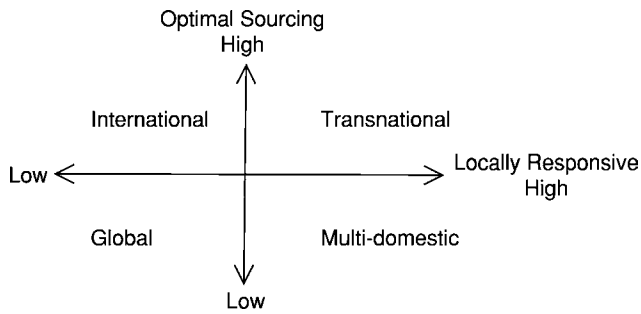 Optimal Sourcing
High
International
Transnational
Low
Locally Responsive
High
Global
Multi-domestic
Low